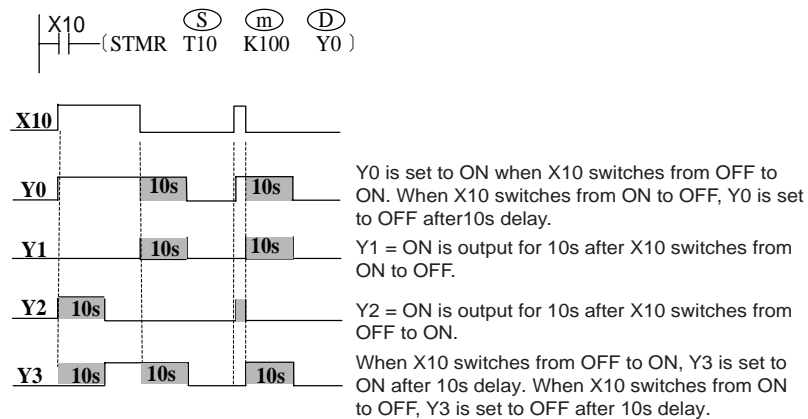 X10
S m D
(STMR T10 K100 Y0)
X10
Y0 10s 10s
Y0 is set to ON when X10 switches from OFF to
ON. When X10 switches from ON to OFF, Y0 is set
to OFF after10s delay.
Y1 10s 10s
Y1 = ON is output for 10s after X10 switches from
ON to OFF.
Y2 10s
Y2 = ON is output for 10s after X10 switches from
OFF to ON.
Y3 10s 10s 10s
When X10 switches from OFF to ON, Y3 is set to
ON after 10s delay. When X10 switches from ON
to OFF, Y3 is set to OFF after 10s delay.